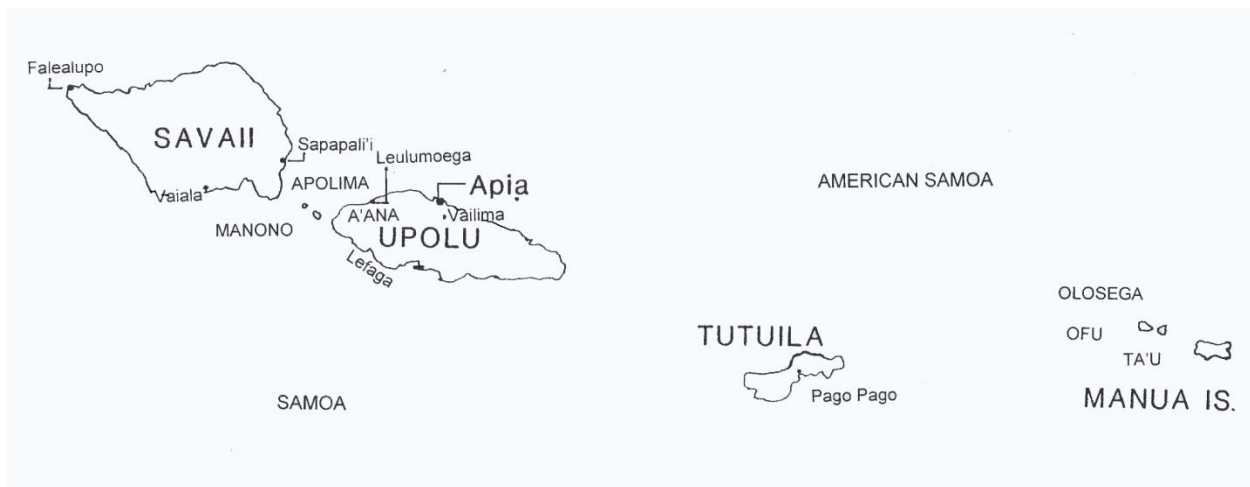 Falealupo
SAVAII
Sapapali'i
Leulumoega
APOLIMA
Apia
Vaiala
A'ANA
Vailima
MANONO
UPOLU
Lefaga
AMERICAN SAMOA
OLOSEGA
TUTUILA
OFU
TA'U
Pago Pago
MANUA IS.
SAMOA